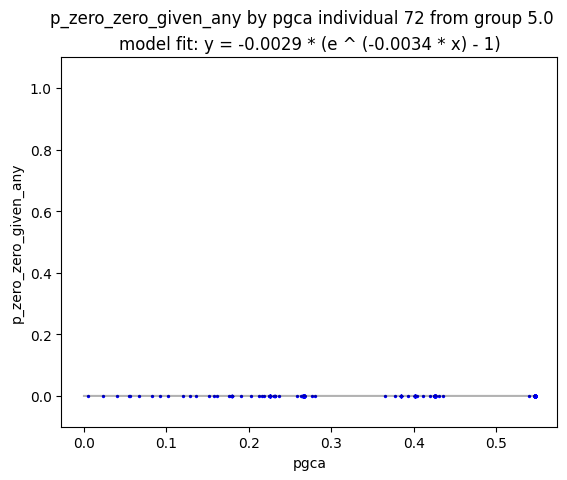 p_zero_zero_given_any by pgca individual 72 from group 5.0
model fit: y = -0.0029 * (e ^ (-0.0034 * x) - 1)
1.0
0.8
0.6
0.4
0.2
0.0
p_zero_zero_given_any
0.0 0.1 0.2 0.3 0.4 0.5
pgca